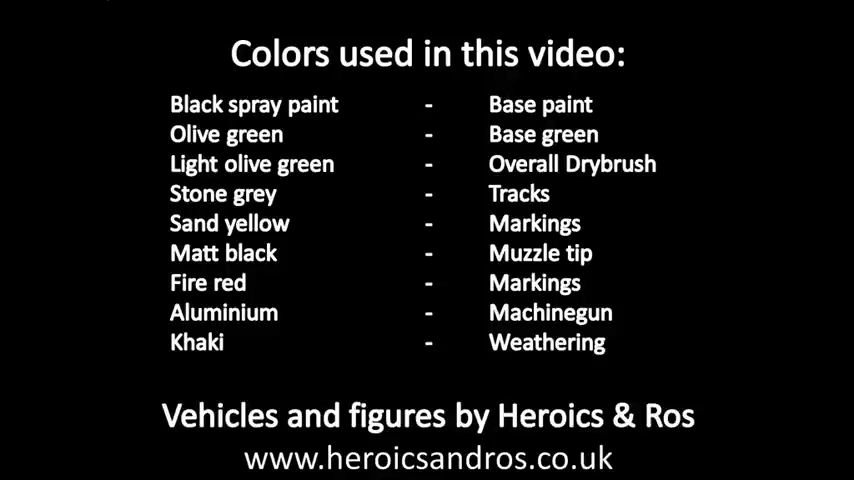 Colors used in this video:
Black spray paint - Base paint
Olive green - Base green
Light olive green - Overall Drybrush
Stone grey - Tracks
Sand yellow - Markings
Matt black - Muzzle tip
Fire red - Markings
Aluminium - Machinegun
Khaki - Weathering
Vehicles and figures by Heroics & Ros
www.heroicsandros.co.uk